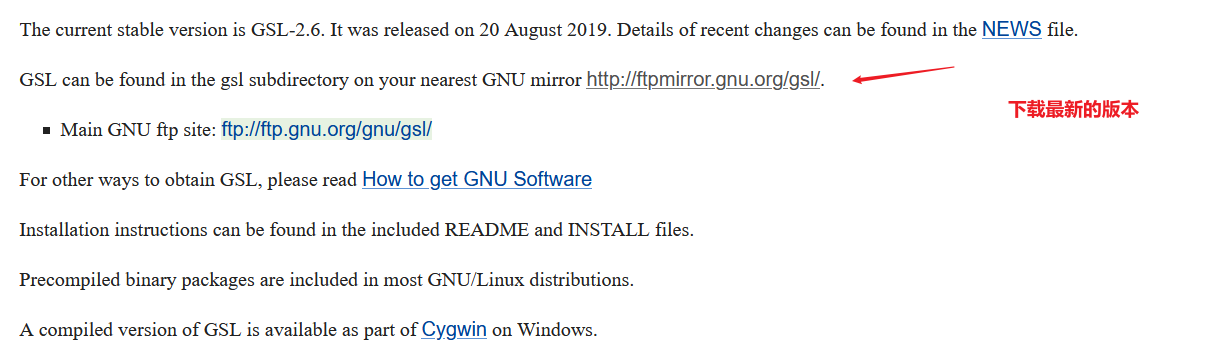 The current stable version is GSL-2.6. It was released on 20 August 2019. Details of recent changes can be found in the NEWS file.
GSL can be found in the gsl subdirectory on your nearest GNU mirror http://ftpmirror.gnu.org/gsl/.
下载最新的版本
▪ Main GNU ftp site: ftp://ftp.gnu.org/gnu/gsl/
For other ways to obtain GSL, please read How to get GNU Software
Installation instructions can be found in the included README and INSTALL files.
Precompiled binary packages are included in most GNU/Linux distributions.
A compiled version of GSL is available as part of Cygwin on Windows.